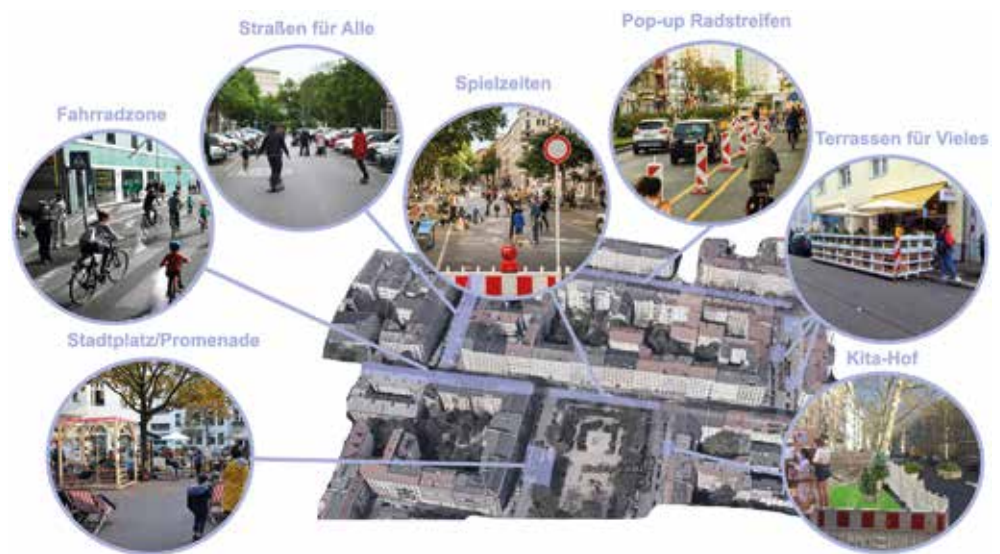 Straßen für Alle
Pop-up Radstreifen
Spielzeiten
Fahrradzone
Terrassen für Vieles
Stadtplatz/Promenade
Kita-Hof